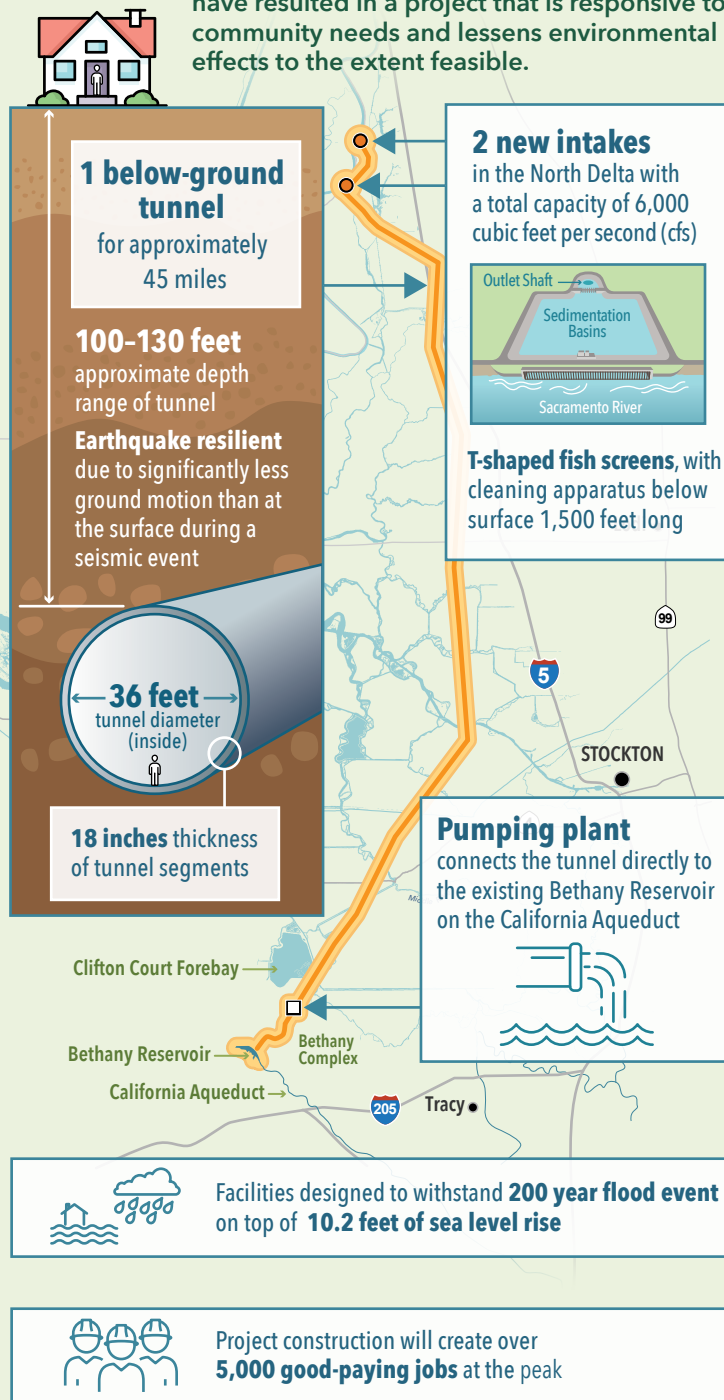 have resulted in a project that is responsive to
community needs and lessens environmental
effects to the extent feasible.
1 below-ground
tunnel
for approximately
45 miles
100–130 feet
approximate depth
range of tunnel
Earthquake resilient
due to significantly less
ground motion than at
the surface during a
seismic event
36 feet
tunnel diameter
(inside)
18 inches thickness
of tunnel segments
2 new intakes
in the North Delta with
a total capacity of 6,000
cubic feet per second (cfs)
Outlet Shaft
Sedimentation
Basins
Sacramento River
T-shaped fish screens, with
cleaning apparatus below
surface 1,500 feet long
99
5
STOCKTON
Pumping plant
connects the tunnel directly to
the existing Bethany Reservoir
on the California Aqueduct
Clifton Court Forebay
Bethany Reservoir
Bethany
Complex
California Aqueduct
205
Tracy
Facilities designed to withstand 200 year flood event
on top of 10.2 feet of sea level rise
Project construction will create over
5,000 good-paying jobs at the peak